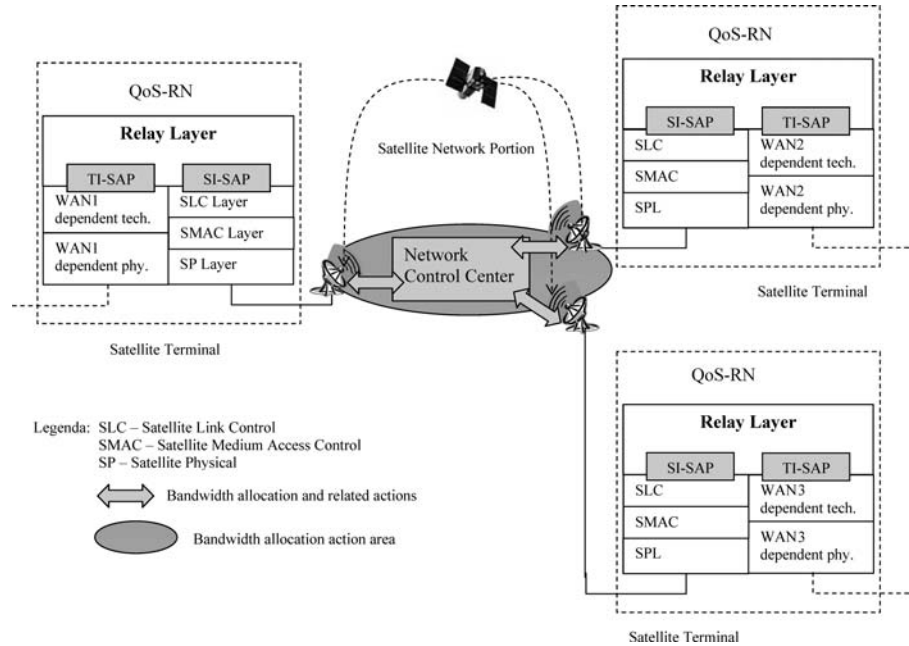 QoS-RN
Relay Layer
TI-SAP
SI-SAP
WAN1
dependent tech.
WAN1
dependent phy.
SLC Layer
SMAC Layer
SP Layer
Satellite Terminal
Satellite Network Portion
Network
Control Center
QoS-RN
Relay Layer
SI-SAP
TI-SAP
SLC
SMAC
SPL
WAN2
dependent tech.
WAN2
dependent phy.
Satellite Terminal
QoS-RN
Relay Layer
SI-SAP
TI-SAP
SLC
SMAC
SPL
WAN3
dependent tech.
WAN3
dependent phy.
Satellite Terminal
Legenda: SLC – Satellite Link Control
SMAC – Satellite Medium Access Control
SP – Satellite Physical
Bandwidth allocation and related actions
Bandwidth allocation action area